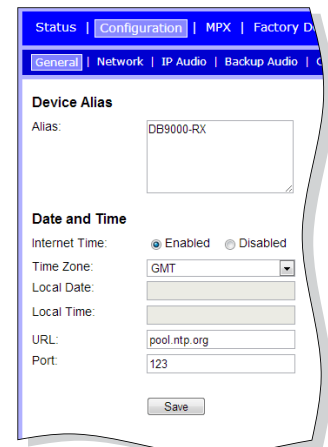 Status | Configuration | MPX | Factory
General | Network | IP Audio | Backup Audio |
Device Alias
Alias: DB9000-RX
Date and Time
Internet Time: Enabled Disabled
Time Zone: GMT
Local Date:
Local Time:
URL: pool.ntp.org
Port: 123
Save